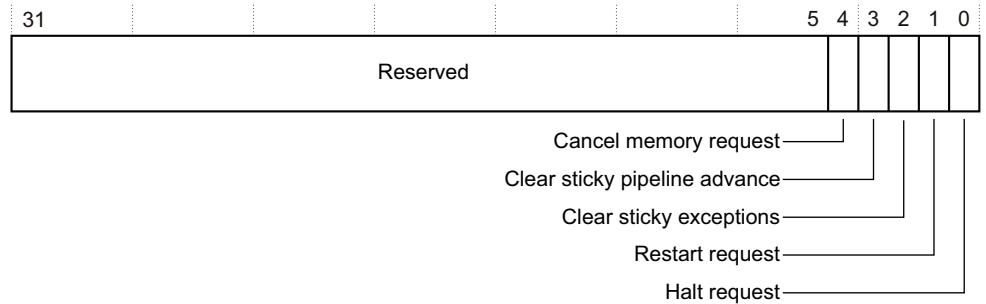 31 5 4 3 2 1 0
Reserved
Cancel memory request
Clear sticky pipeline advance
Clear sticky exceptions
Restart request
Halt request